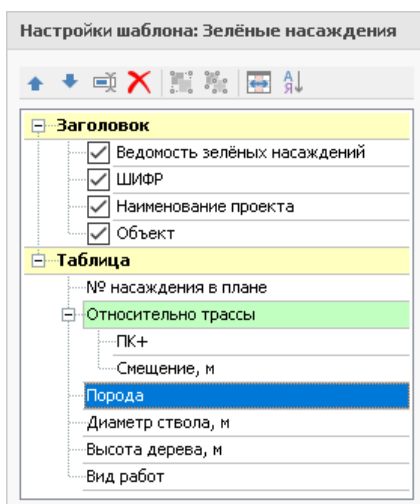 Настройки шаблона: Зелёные насаждения
А
Я
Заголовок
Ведомость зелёных насаждений
ШИФР
Наименование проекта
Объект
Таблица
№ насаждения в плане
Относительно трассы
ПК+
Смещение, м
Порода
Диаметр ствола, м
Высота дерева, м
Вид работ